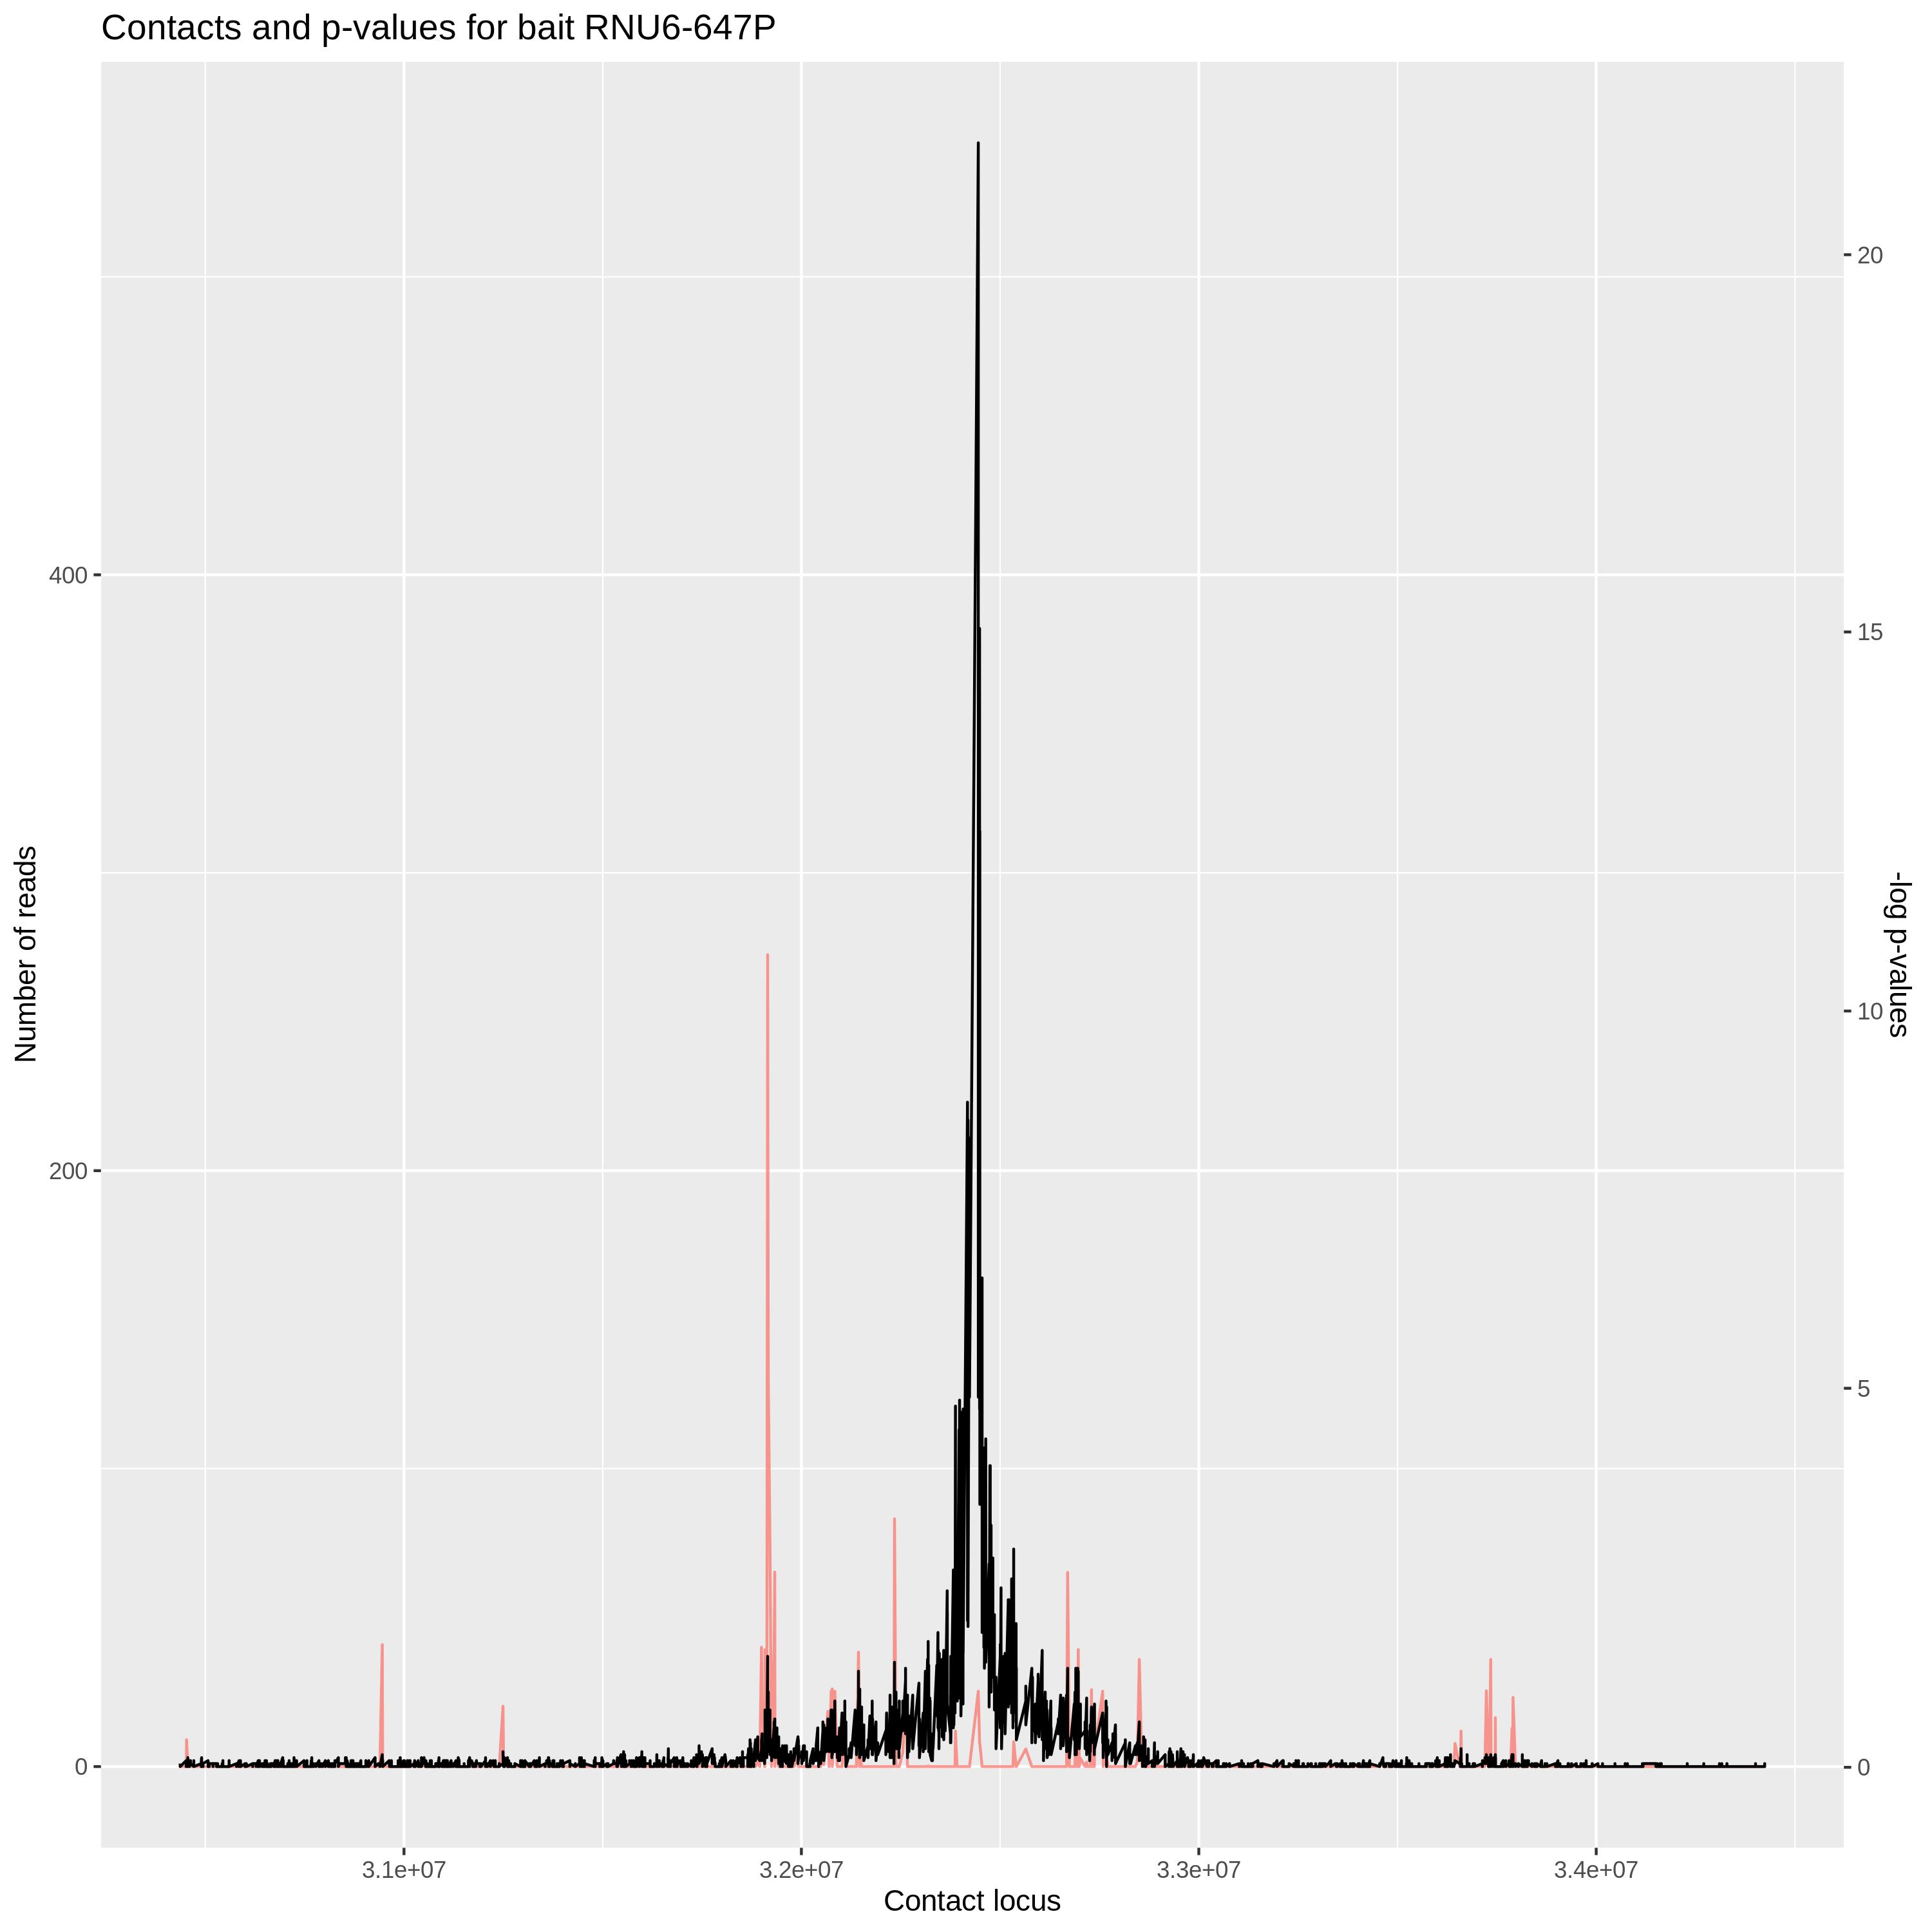 Contacts and p-values for bait RNU6-647P
Number of reads
400
200
0
20
15
10
5
0
-log p-values
3.1e+07
3.2e+07
3.3e+07
3.4e+07
Contact locus